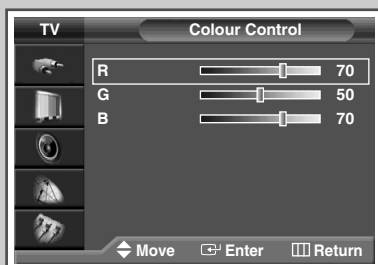 TV Colour Control
R 70
G 50
B 70
Move Enter Return